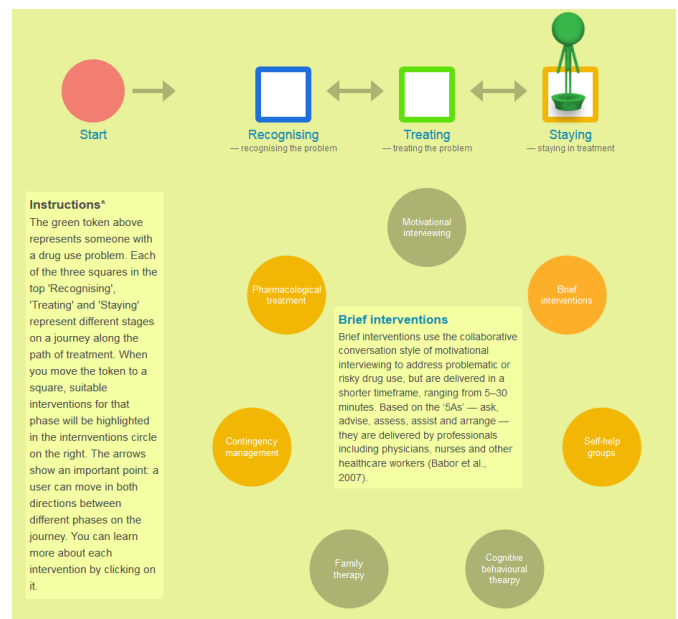 Start
Recognising
— recognising the problem
Treating
— treating the problem
Staying
— staying in treatment
Instructions*
The green token above
represents someone with
a drug use problem. Each
of the three squares in the
top 'Recognising',
'Treating' and 'Staying'
represent different stages
on a journey along the
path of treatment. When
you move the token to a
square, suitable
interventions for that
phase will be highlighted
in the internventions circle
on the right. The arrows
show an important point: a
user can move in both
directions between
different phases on the
journey. You can learn
more about each
intervention by clicking on
it.
Motivational
interviewing
Pharmacological
treatment
Brief
interventions
Brief interventions
Brief interventions use the collaborative
conversation style of motivational
interviewing to address problematic or
risky drug use, but are delivered in a
shorter timeframe, ranging from 5–30
minutes. Based on the ‘5As’ — ask,
advise, assess, assist and arrange —
they are delivered by professionals
including physicians, nurses and other
healthcare workers (Babor et al.,
2007).
Contingency
management
Self-help
groups
Family
therapy
Cognitive
behavioural
thearpy